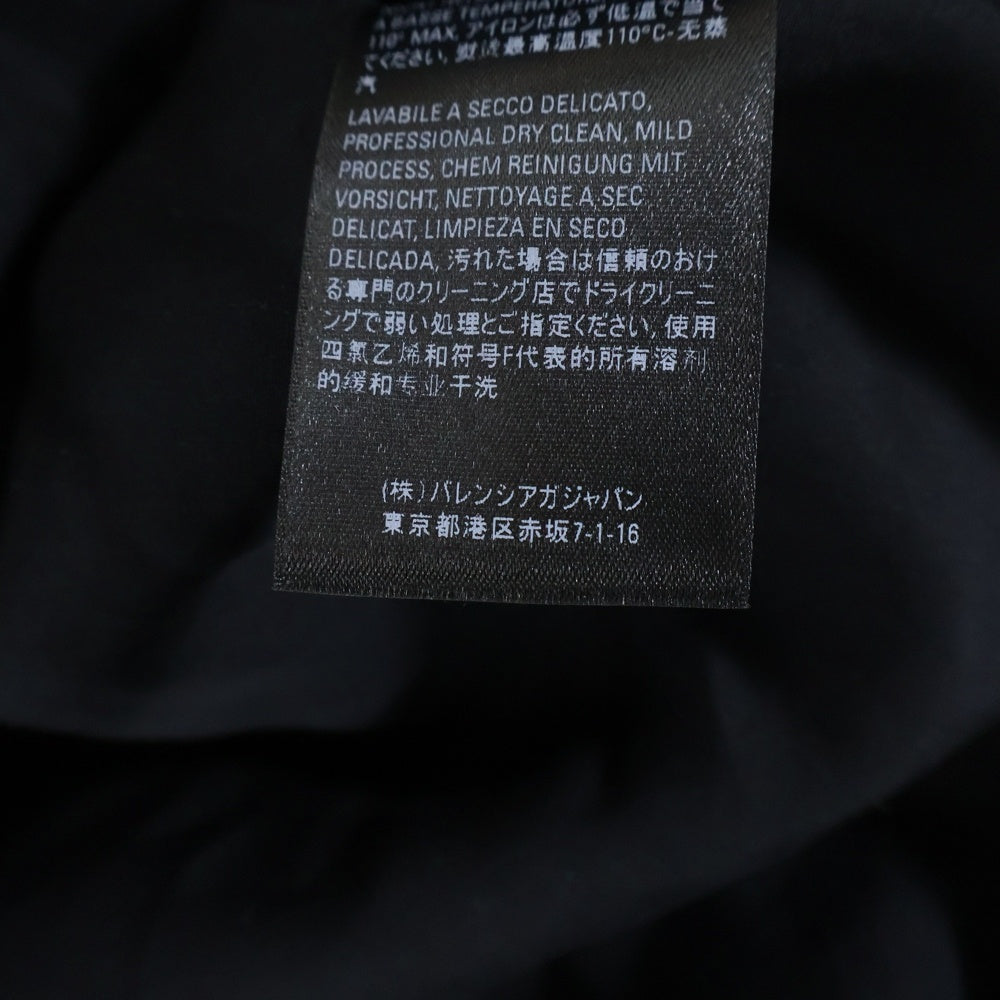 A BASSE TEMPERATURE
110° MAX, アイロンは必ず低温で当て
てください, 熨烫最高温度110°C-无蒸
汽
LAVABILE A SECCO DELICATO,
PROFESSIONAL DRY CLEAN, MILD
PROCESS, CHEM REINIGUNG MIT
VORSICHT, NETTOYAGE A SEC
DELICAT, LIMPIEZA EN SECO
DELICADA, 汚れた場合は信頼のおけ
る専門のクリーニング店でドライクリーニ
ングで弱い処理とご指定ください, 使用
四氯乙烯和符号F代表的所有溶剂
的缓和专业干洗
(株)バレンシアガジャパン
東京都港区赤坂7-1-16